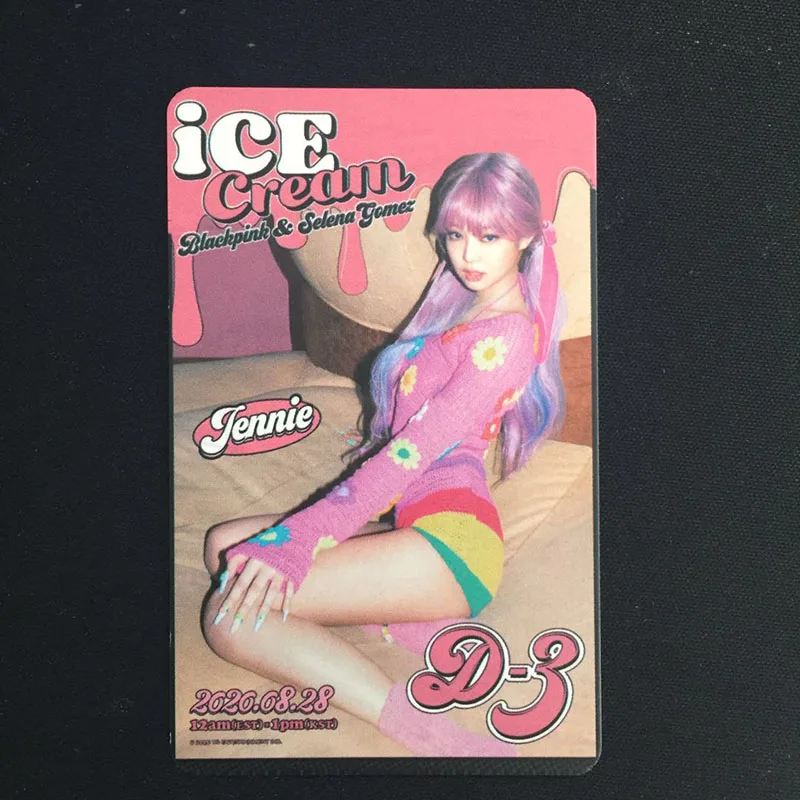 iCE
Cream
Blackpink & Selena Gomez
Jennie
D-3
2020.08.28
12am(EST)-1pm(KST)